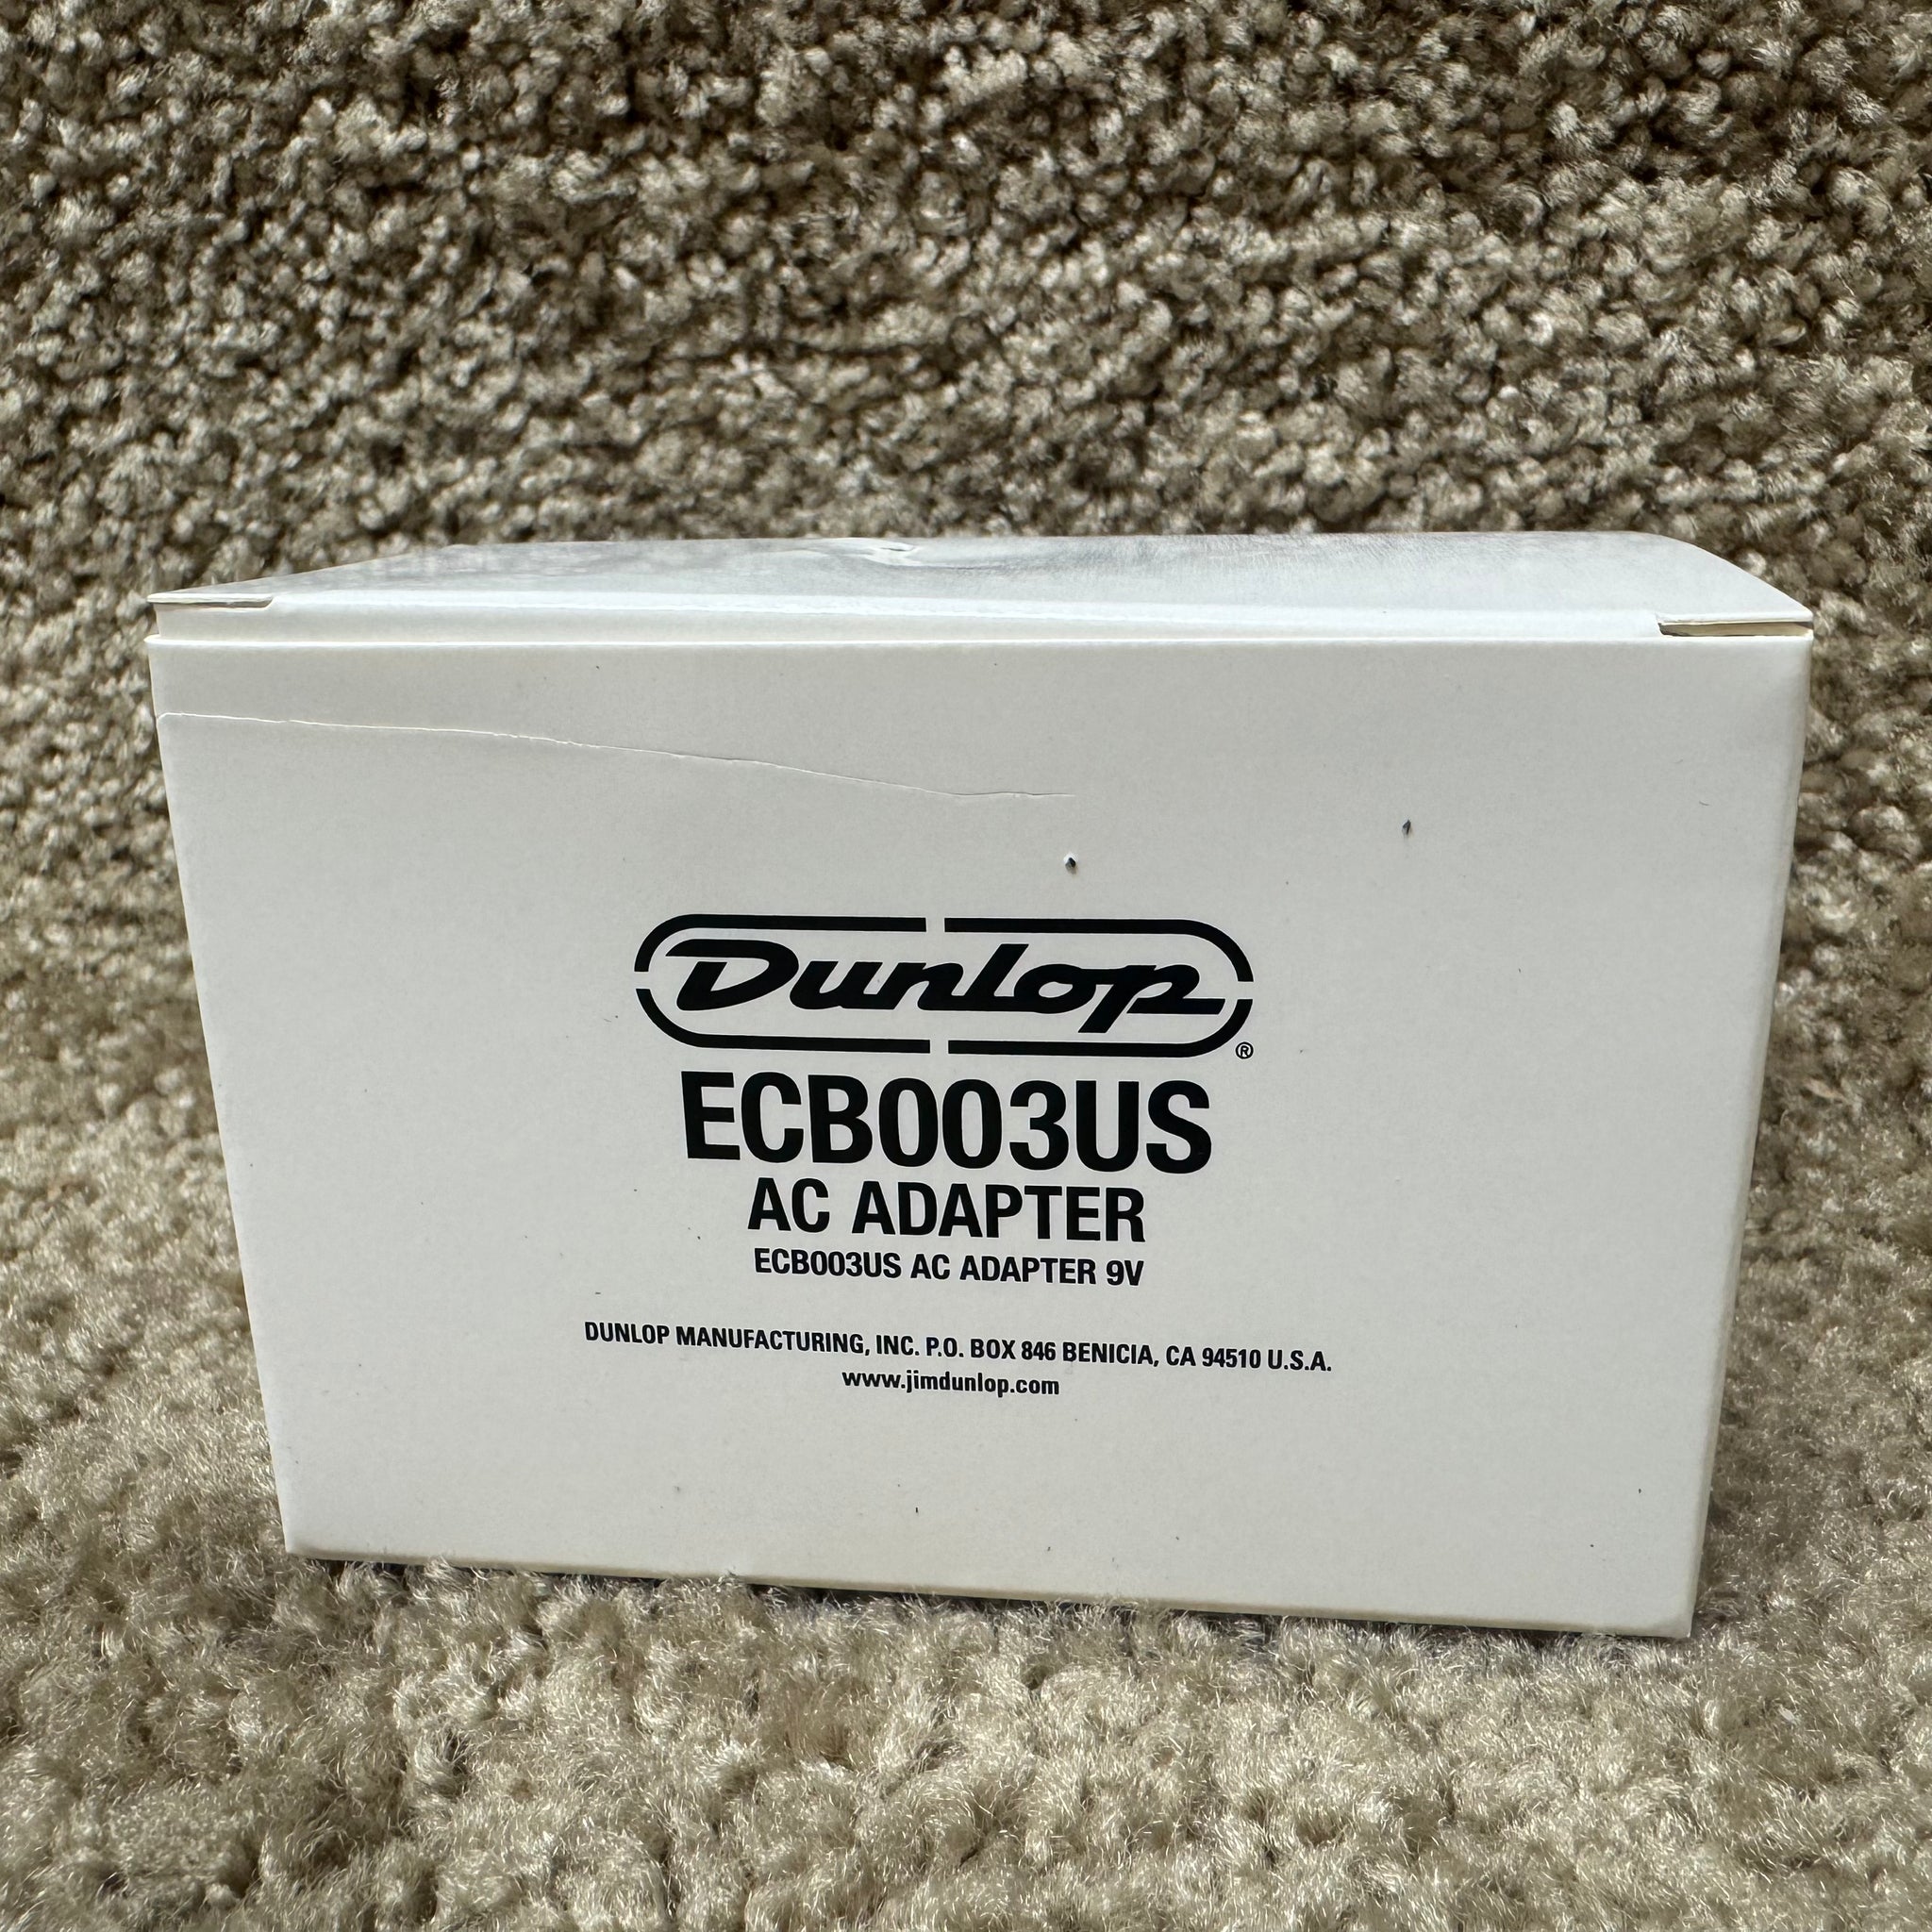 Dunlop®
ECB003US
AC ADAPTER
ECB003US AC ADAPTER 9V
DUNLOP MANUFACTURING, INC. P.O. BOX 846 BENICIA, CA 94510 U.S.A.
www.jimdunlop.com